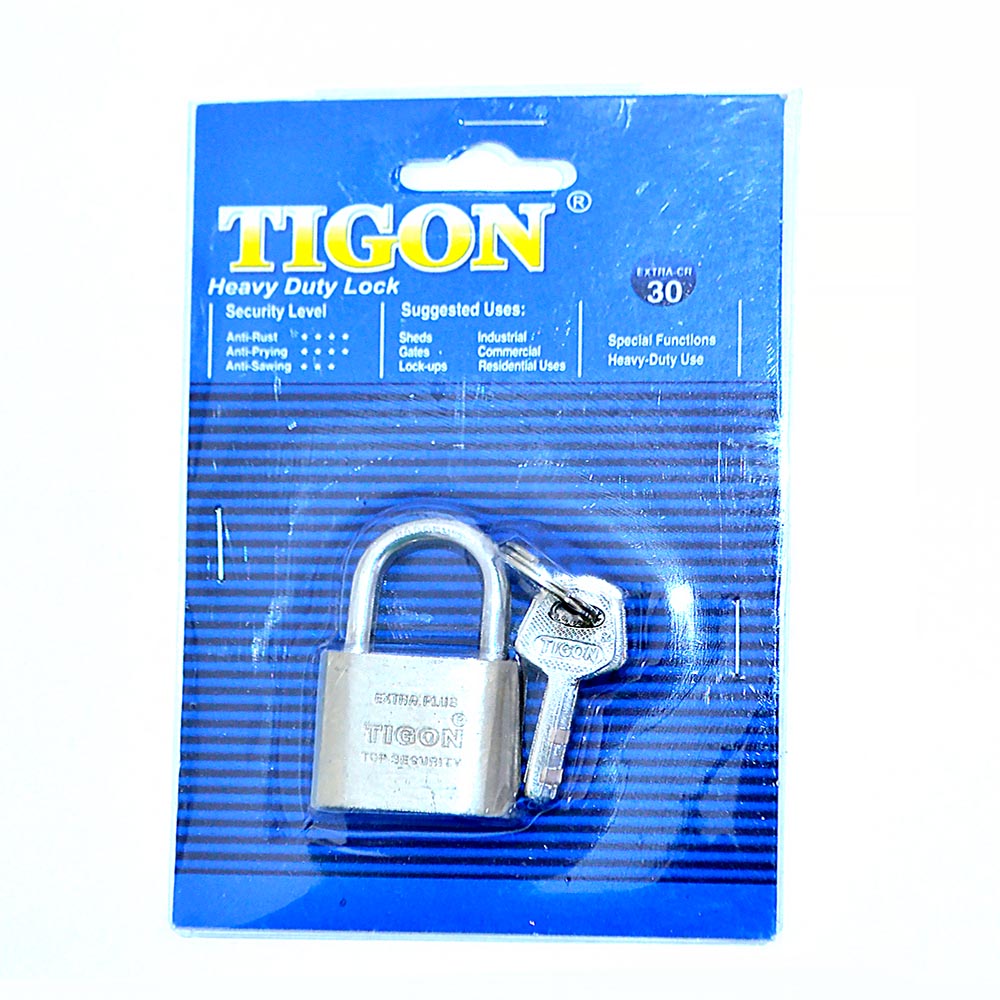 TIGON ®
Heavy Duty Lock
EXTRA-CR
30
Security Level
Anti-Rust ★ ★ ★ ★
Anti-Prying ★ ★ ★ ★
Anti-Sawing ★ ★ ★
Suggested Uses:
Sheds Industrial
Gates Commercial
Lock-ups Residential Uses
Special Functions
Heavy-Duty Use
TIGON
EXTRA PLUS
TIGON ®
TOP SECURITY